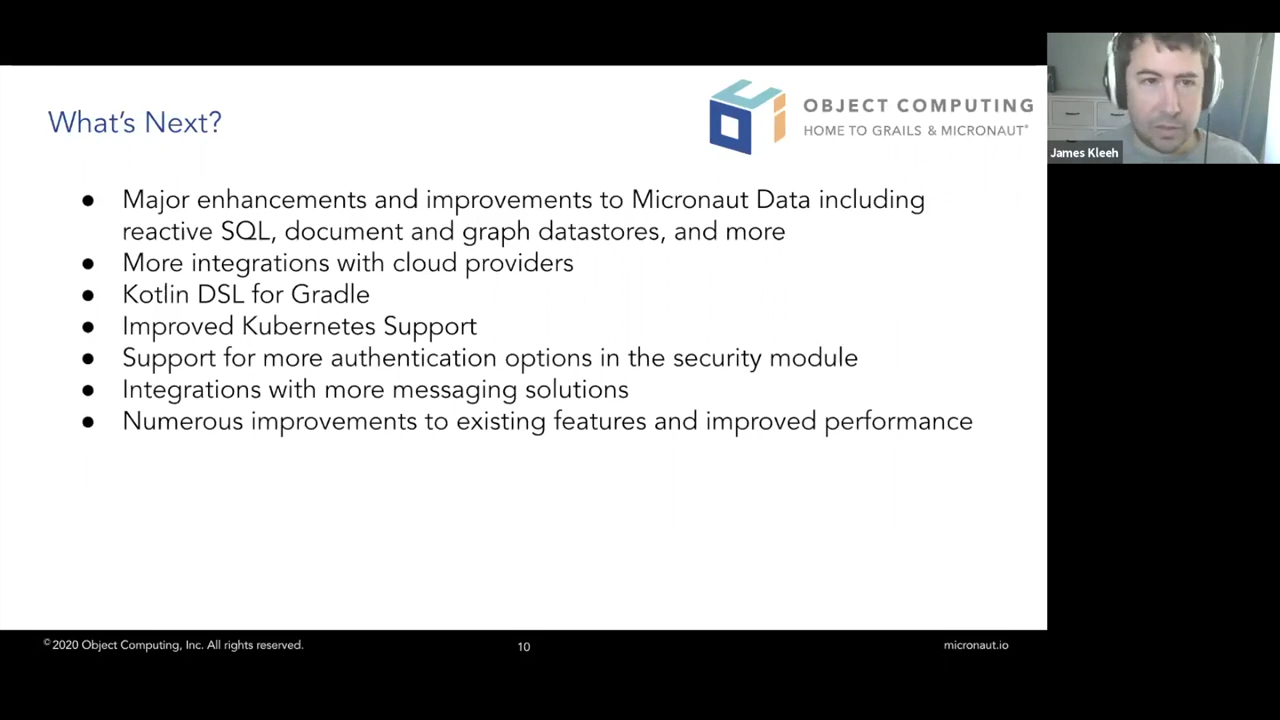 What's Next?
OBJECT COMPUTING
HOME TO GRAILS & MICRONAUT®
James Kleeh
● Major enhancements and improvements to Micronaut Data including
reactive SQL, document and graph datastores, and more
● More integrations with cloud providers
● Kotlin DSL for Gradle
● Improved Kubernetes Support
● Support for more authentication options in the security module
● Integrations with more messaging solutions
● Numerous improvements to existing features and improved performance
© 2020 Object Computing, Inc. All rights reserved.
10
micronaut.io